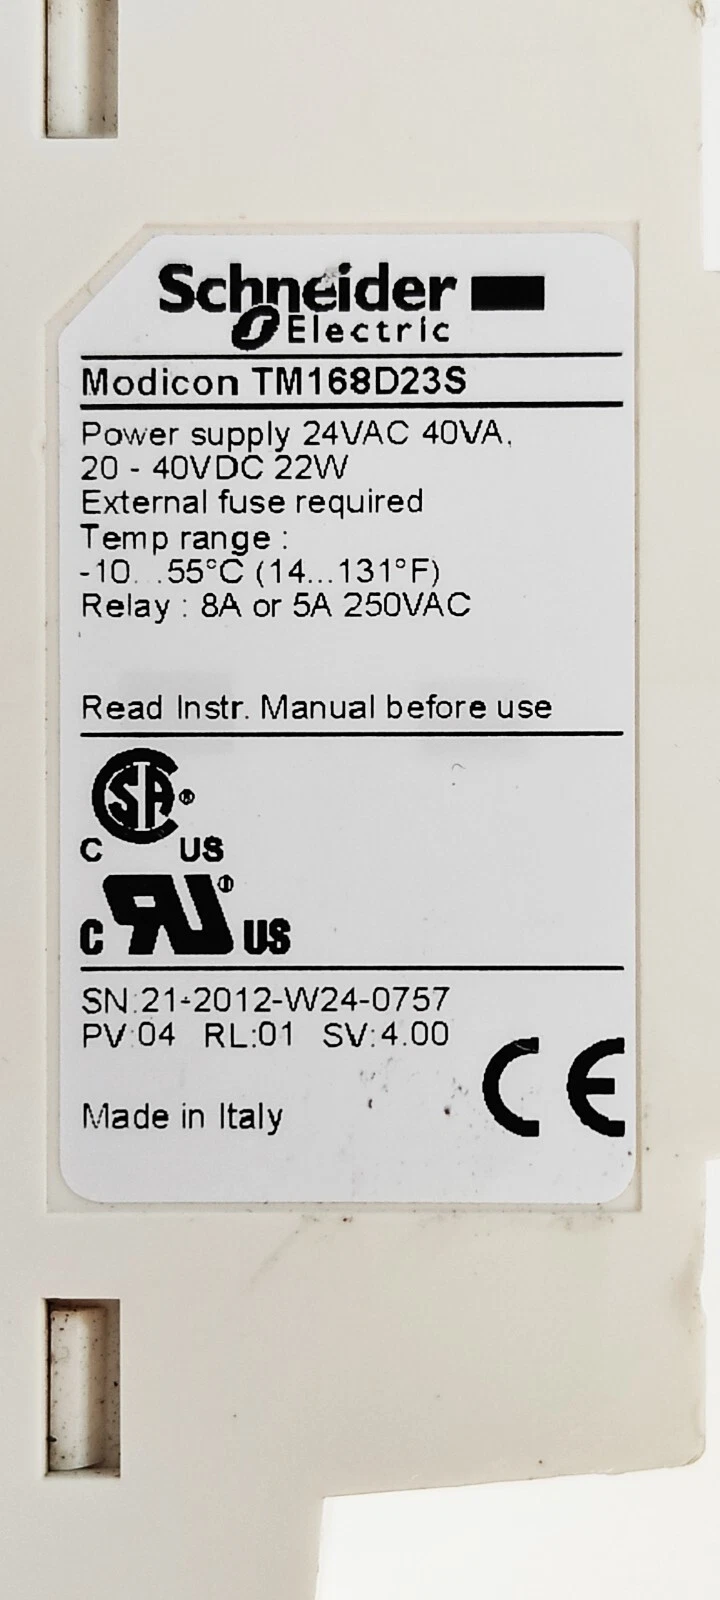 Schneider
Electric
Modicon TM168D23S
Power supply 24VAC 40VA,
20 - 40VDC 22W
External fuse required
Temp range :
-10...55°C (14...131°F)
Relay : 8A or 5A 250VAC
Read Instr. Manual before use
SA®
C US
C RU® US
SN:21-2012-W24-0757
PV:04 RL:01 SV:4.00
CE
Made in Italy